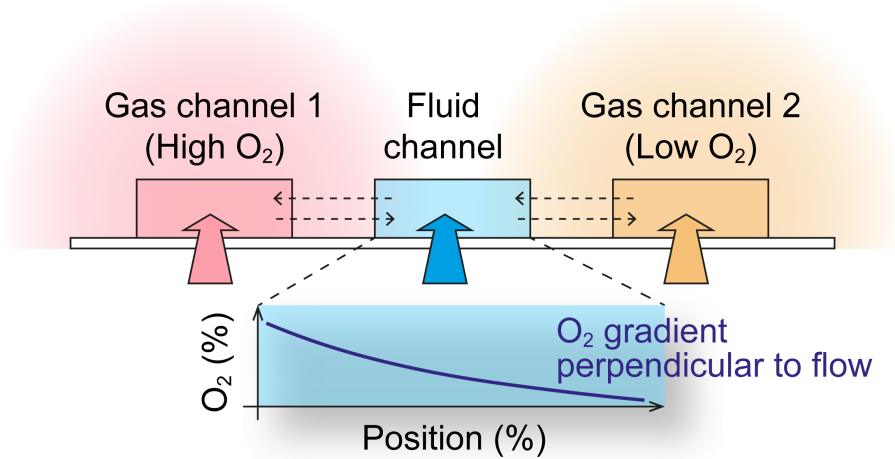 Gas channel 1
(High O₂)
Fluid
channel
Gas channel 2
(Low O₂)
O₂ (%)
O₂ gradient
perpendicular to flow
Position (%)